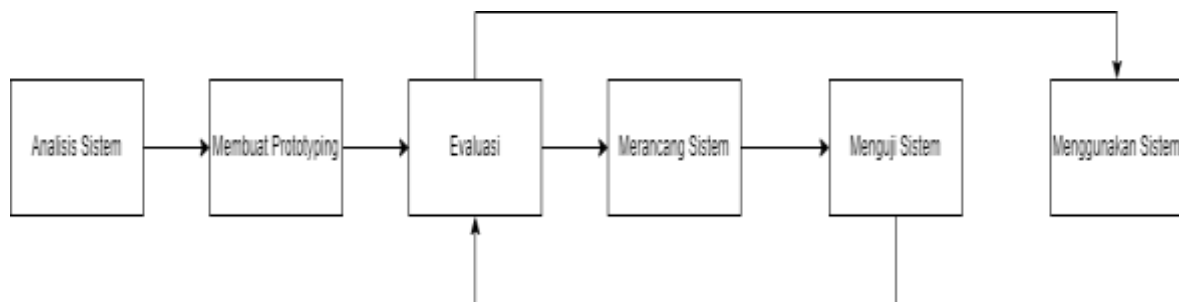 Analisis Sistem
Membuat Prototyping
Evaluasi
Merancang Sistem
Menguji Sistem
Menggunakan Sistem